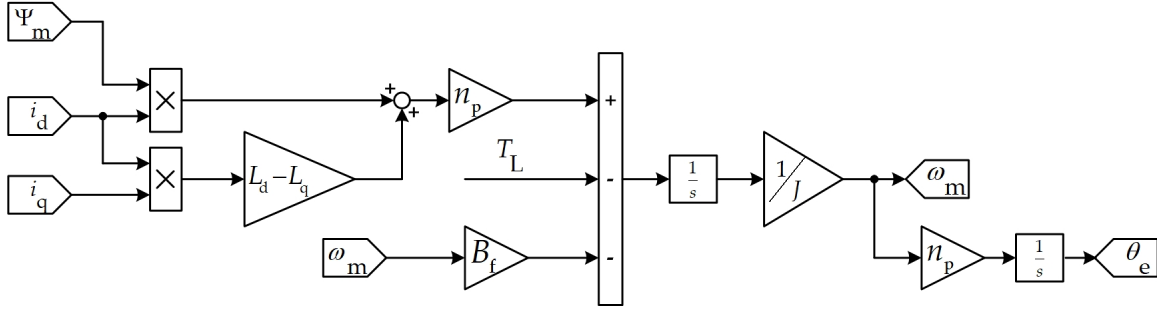 Ψm
id
iq
×
×
Ld−Lq
+
+
np
TL
ωm
Bf
+
-
-
1/s
1/J
ωm
np
1/s
θe